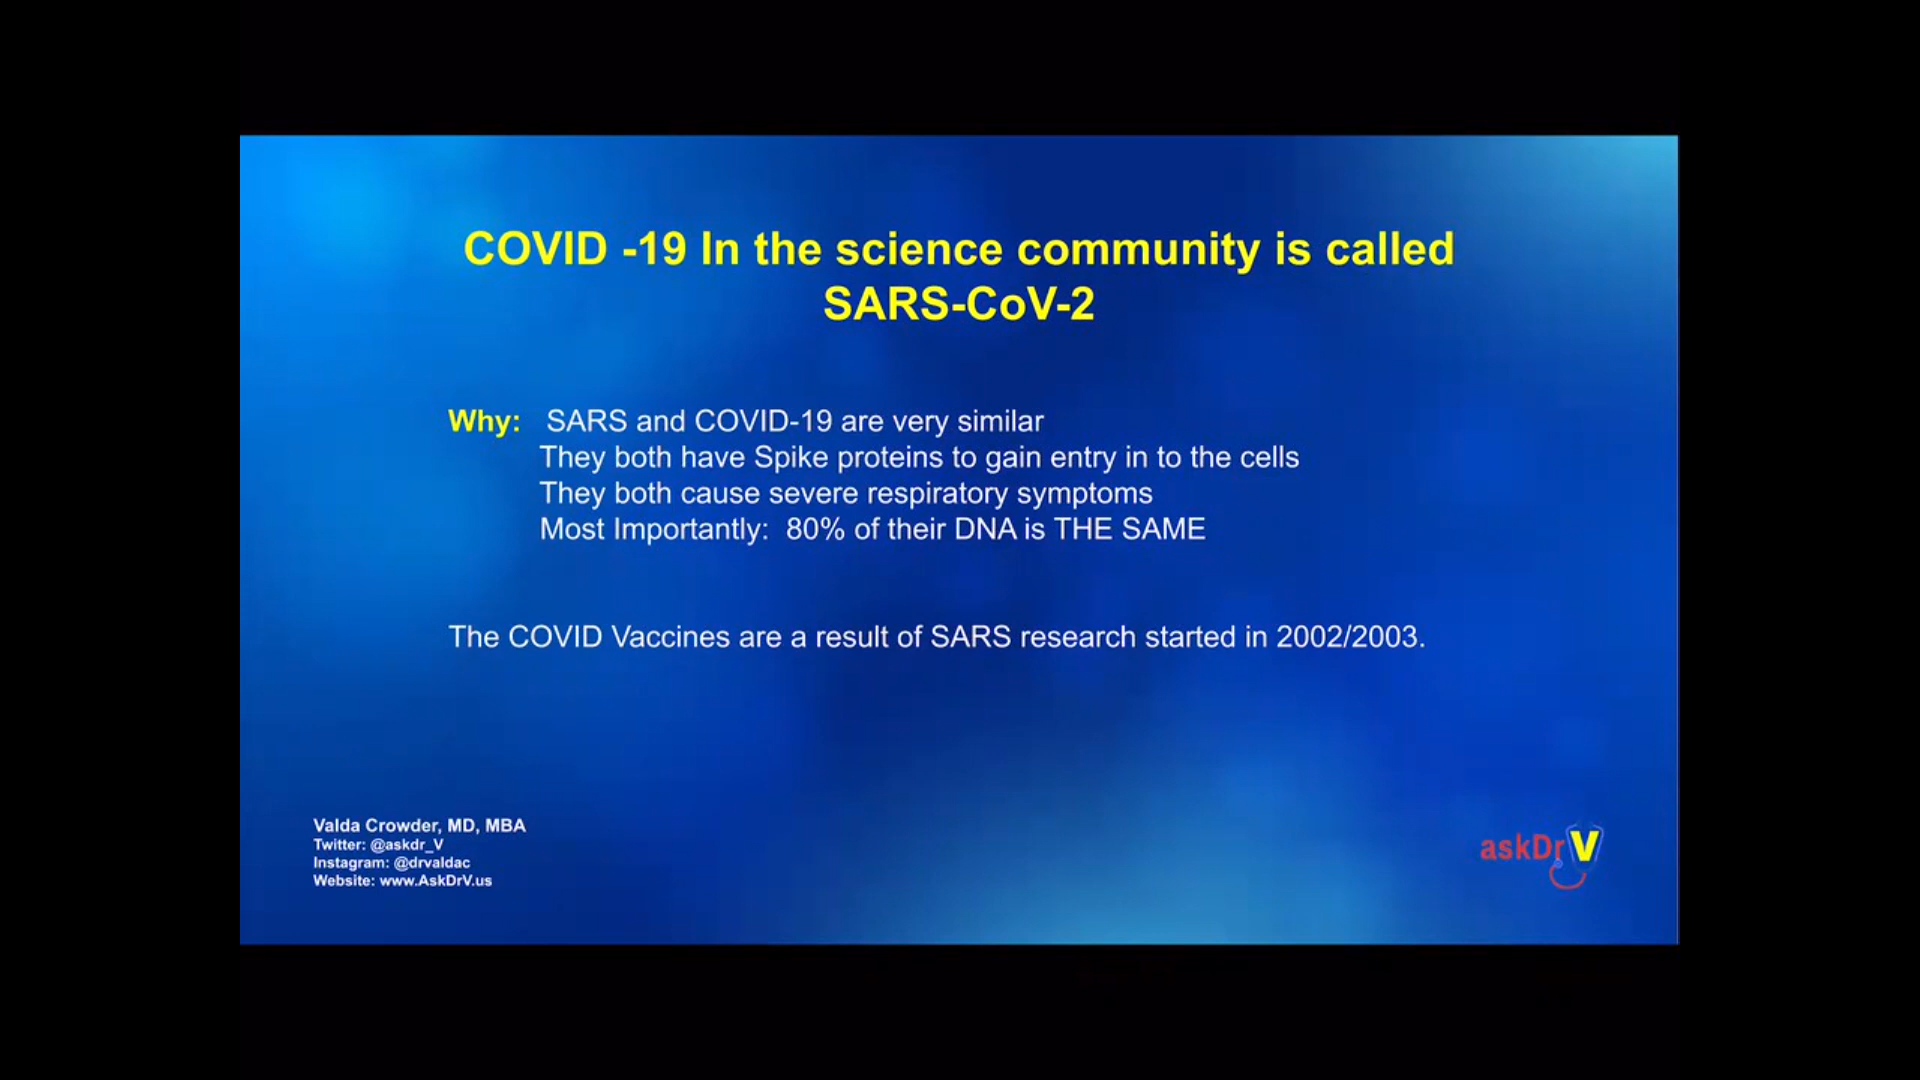 COVID -19 In the science community is called
SARS-CoV-2
Why: SARS and COVID-19 are very similar
They both have Spike proteins to gain entry in to the cells
They both cause severe respiratory symptoms
Most Importantly: 80% of their DNA is THE SAME
The COVID Vaccines are a result of SARS research started in 2002/2003.
Valda Crowder, MD, MBA
Twitter: @askdr_V
Instagram: @drvaldac
Website: www.AskDrV.us
askDrV